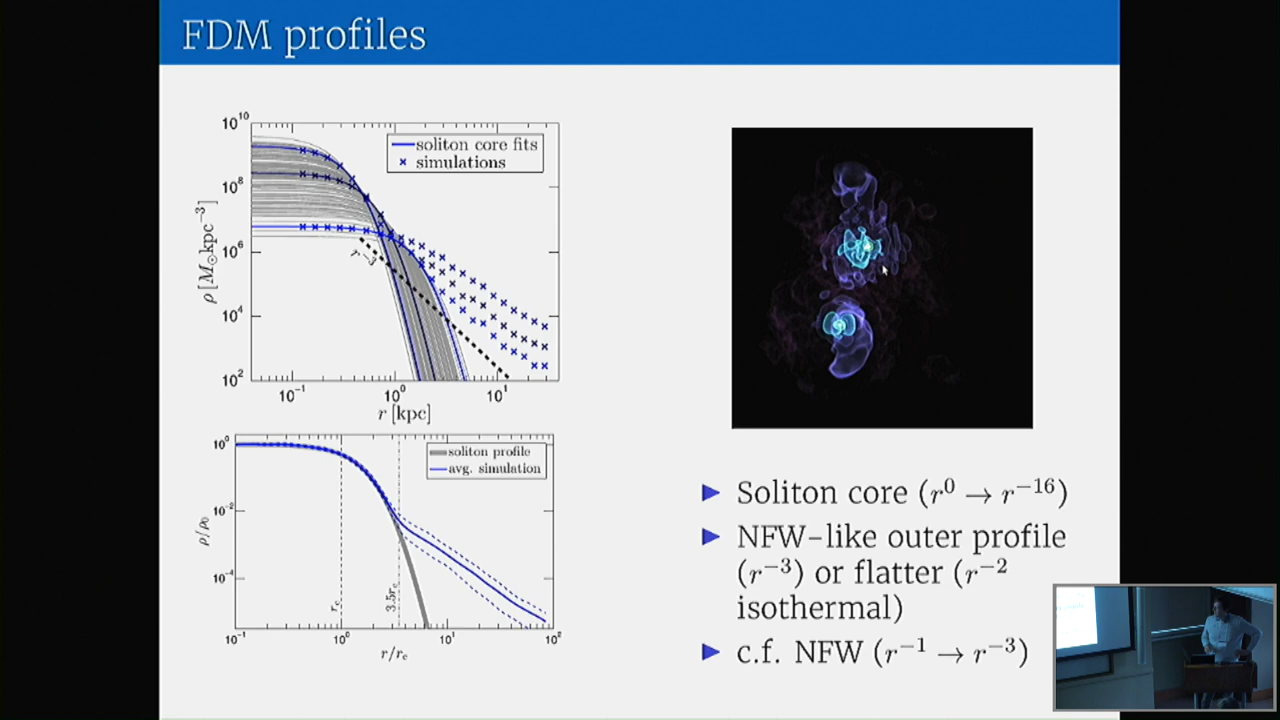 FDM profiles
10^10
10^8
10^6
10^4
10^2
ρ [M⊙kpc^−3]
soliton core fits
simulations
r^−3
10^−1
10^0
10^1
r [kpc]
10^0
10^−2
10^−4
ρ/ρ0
soliton profile
avg. simulation
r_c
3.5r_c
10^−1
10^0
10^1
10^2
r/r_c
Soliton core (r^0 → r^−16)
NFW–like outer profile
(r^−3) or flatter (r^−2
isothermal)
c.f. NFW (r^−1 → r^−3)